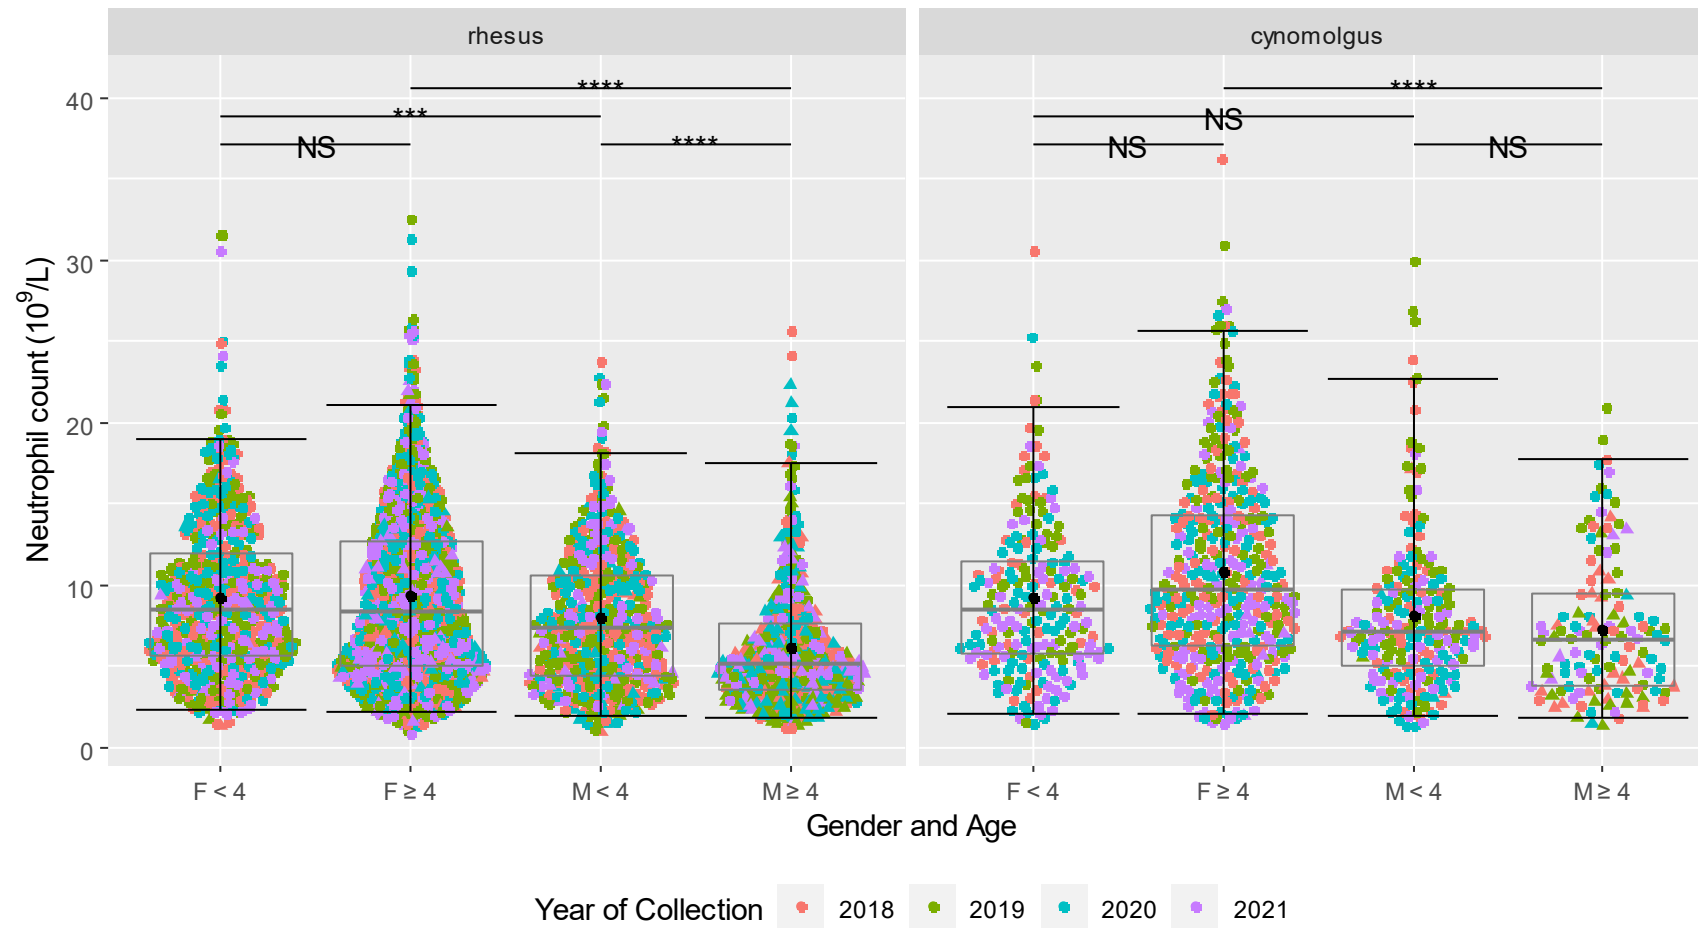 rhesus
cynomolgus
**** ****
*** NS
NS **** NS NS
40
30
20
10
0
Neutrophil count (10⁹/L)
F < 4 F ≥ 4 M < 4 M ≥ 4 F < 4 F ≥ 4 M < 4 M ≥ 4
Gender and Age
Year of Collection 2018 2019 2020 2021